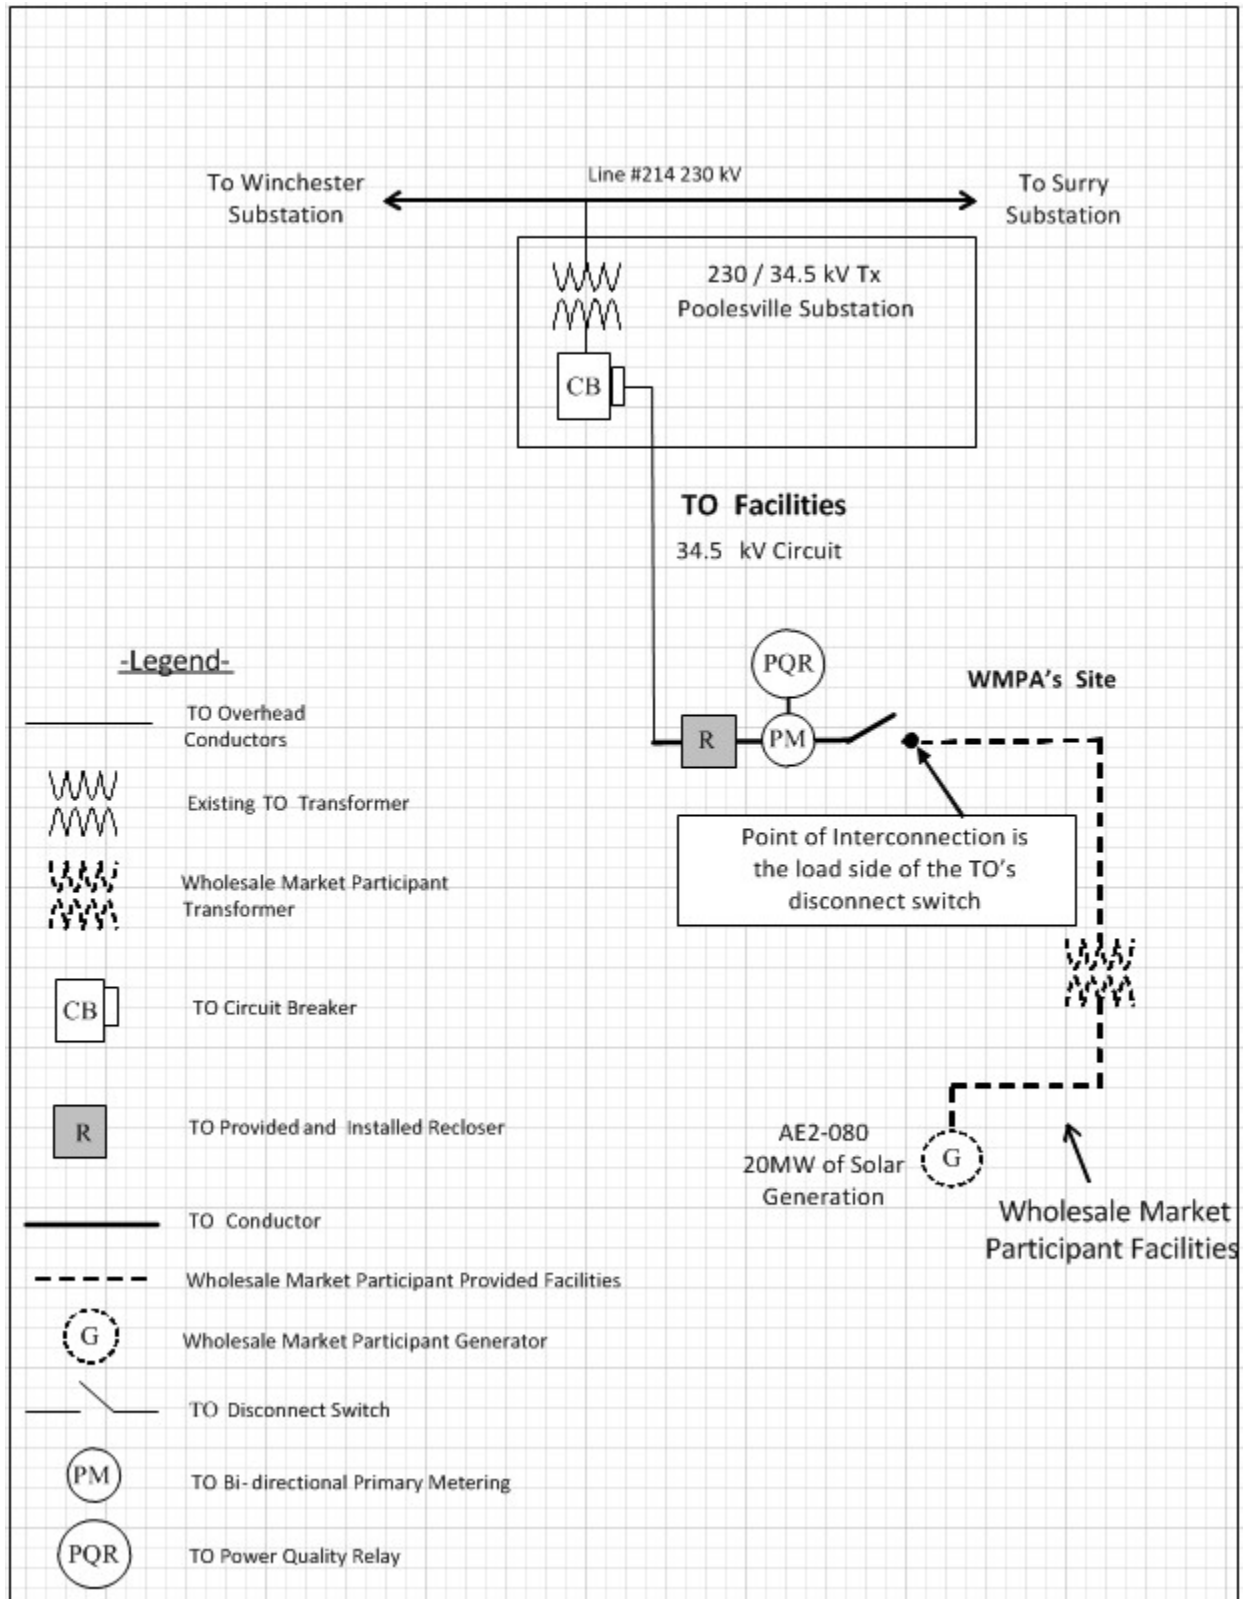 To Winchester
Substation
Line #214 230 kV
To Surry
Substation
230 / 34.5 kV Tx
Poolesville Substation
CB
TO Facilities
34.5 kV Circuit
PQR
WMPA's Site
R
PM
Point of Interconnection is
the load side of the TO's
disconnect switch
AE2-080
20MW of Solar
Generation
G
Wholesale Market
Participant Facilities
-Legend-
TO Overhead
Conductors
Existing TO Transformer
Wholesale Market Participant
Transformer
CB
TO Circuit Breaker
R
TO Provided and Installed Recloser
TO Conductor
Wholesale Market Participant Provided Facilities
G
Wholesale Market Participant Generator
TO Disconnect Switch
PM
TO Bi-directional Primary Metering
PQR
TO Power Quality Relay